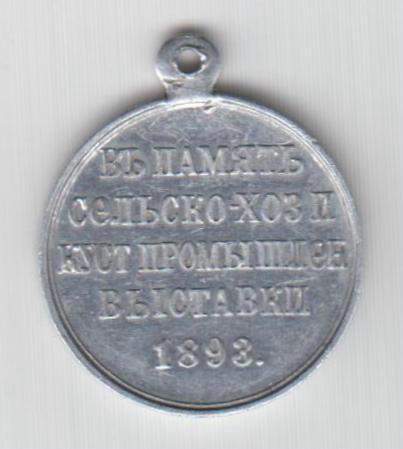 ВЪ ПАМЯТЬ
СЕЛЬСКО-ХОЗ И
КУСТ ПРОМЫШЛЕН
ВЫСТАВКИ
1893.